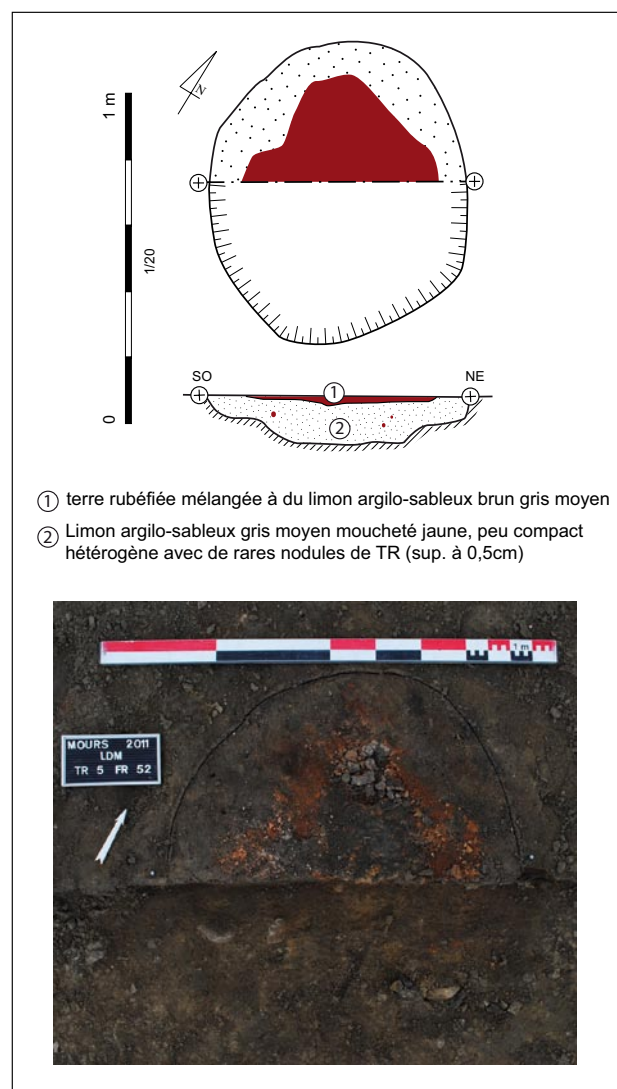 N
1 m
1/20
0
SO
NE
1
2
1 terre rubéfiée mélangée à du limon argilo-sableux brun gris moyen
2 Limon argilo-sableux gris moyen moucheté jaune, peu compact
hétérogène avec de rares nodules de TR (sup. à 0,5cm)
1 m
MOURS 2011
LDM
TR 5 FR 52